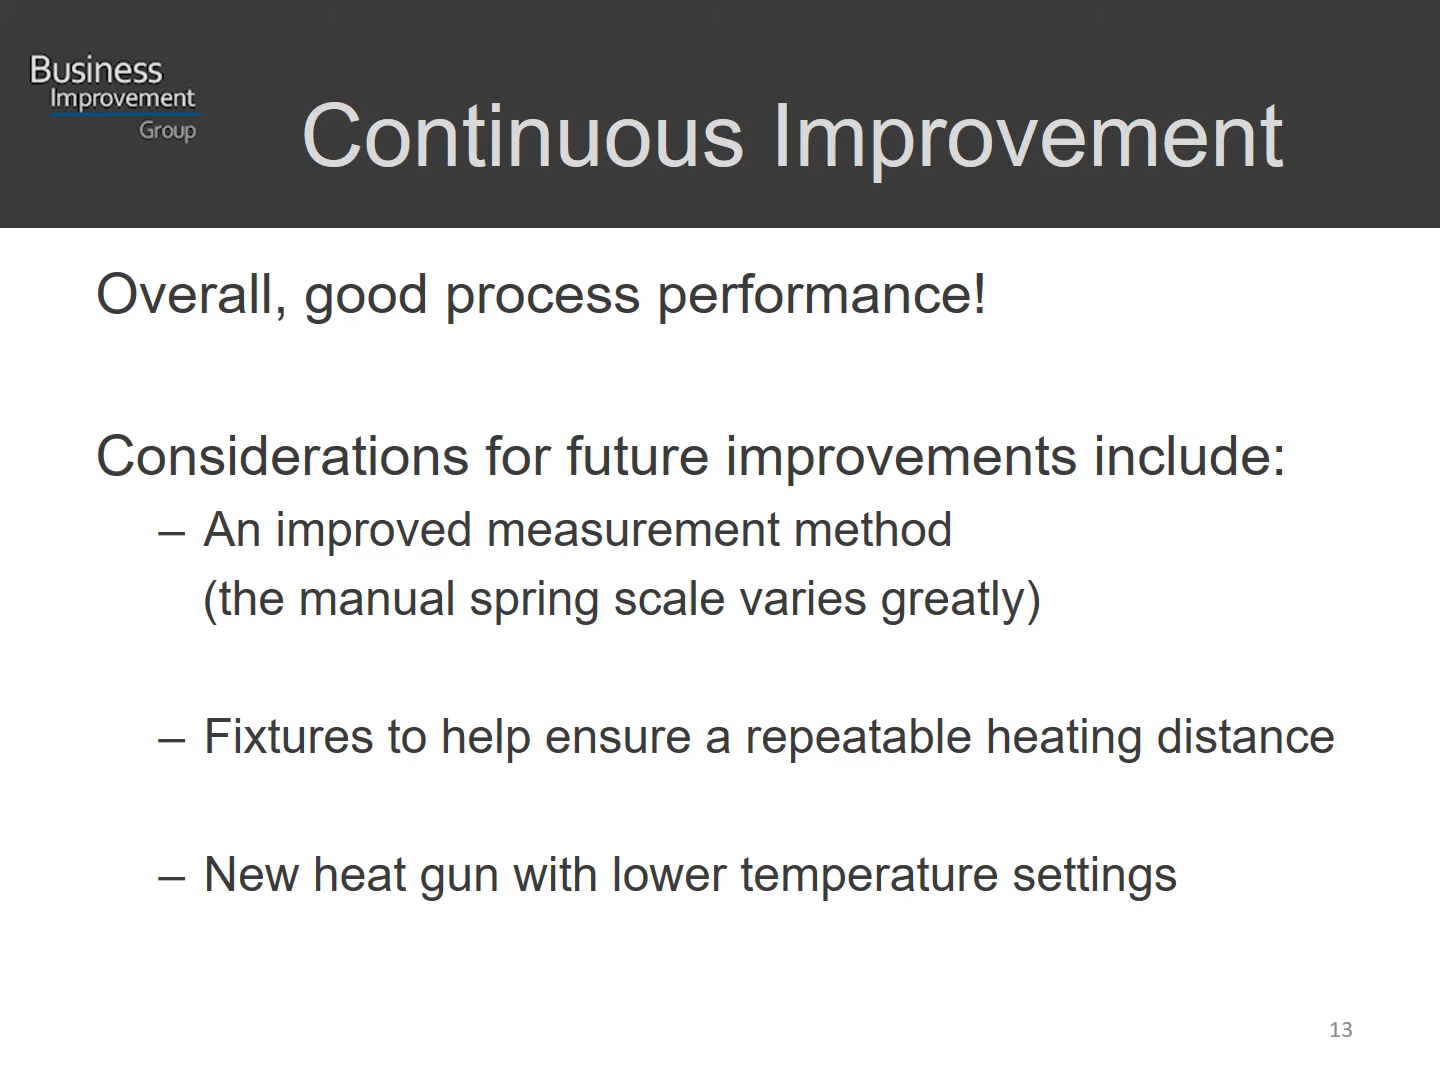 Business
Improvement
Group
Continuous Improvement
Overall, good process performance!
Considerations for future improvements include:
– An improved measurement method
(the manual spring scale varies greatly)
– Fixtures to help ensure a repeatable heating distance
– New heat gun with lower temperature settings
13